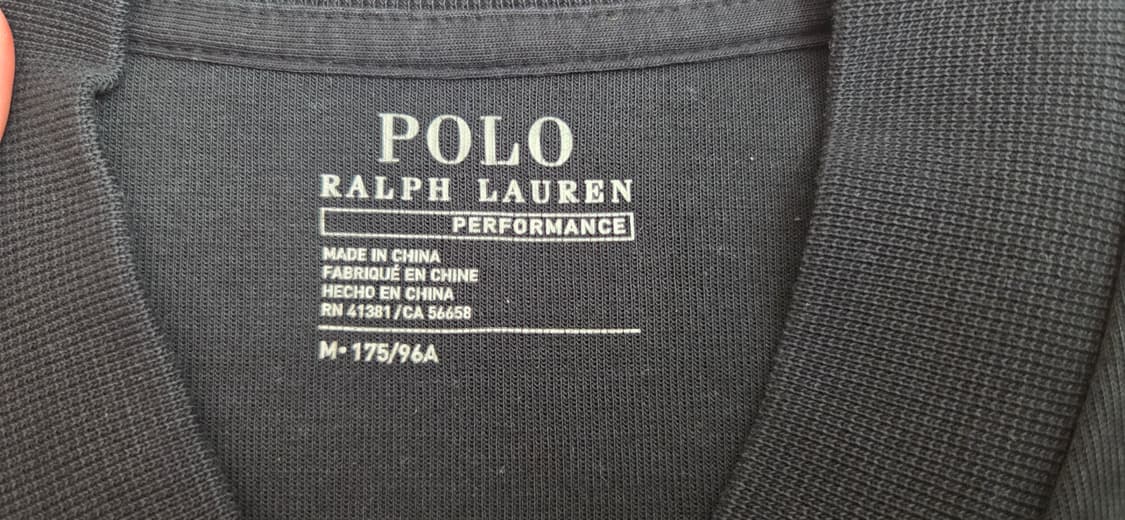 POLO
RALPH LAUREN
PERFORMANCE
MADE IN CHINA
FABRIQUÉ EN CHINE
HECHO EN CHINA
RN 41381/CA 56658
M• 175/96A